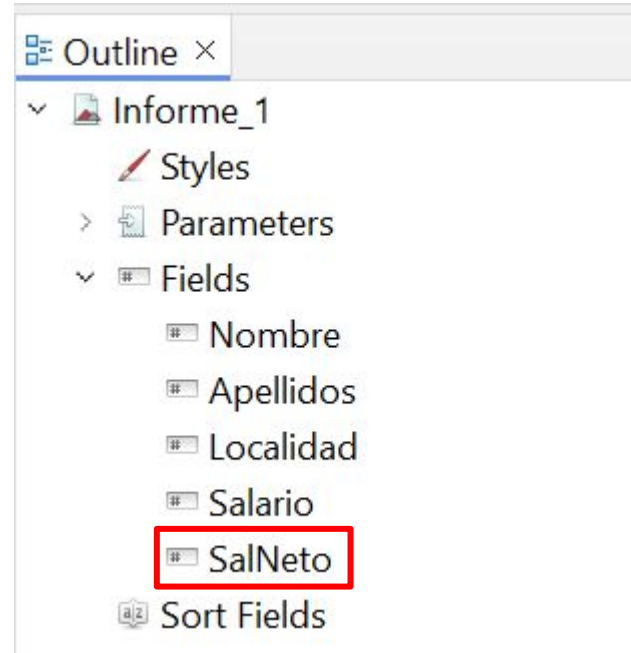 Outline
Informe_1
Styles
Parameters
Fields
Nombre
Apellidos
Localidad
Salario
SalNeto
Sort Fields